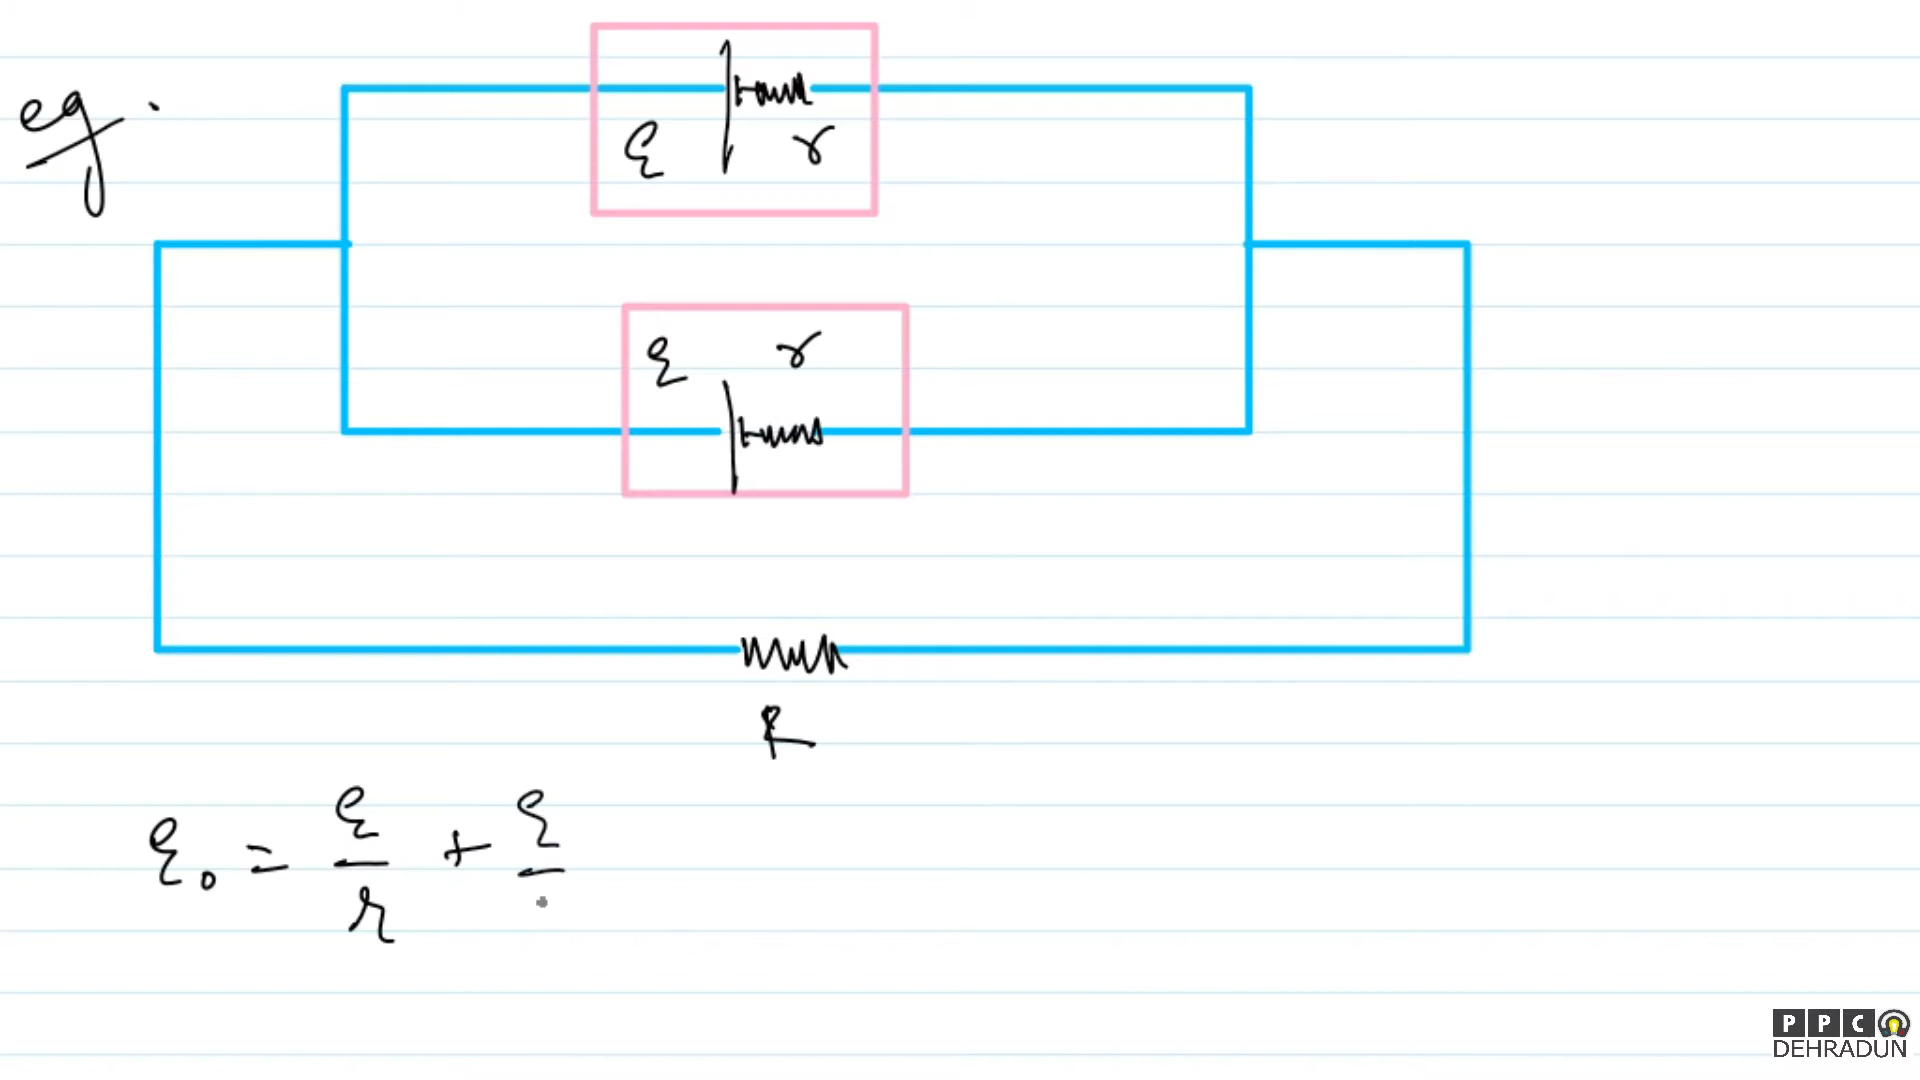 eg.
ε r
ε r
R
ε₀ = ε/r + ε/
PPC
DEHRADUN